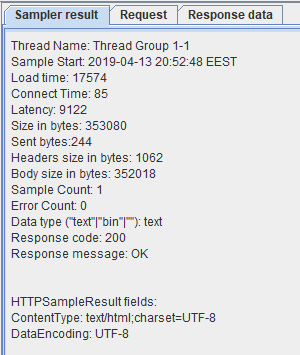 Sampler result Request Response data
Thread Name: Thread Group 1-1
Sample Start: 2019-04-13 20:52:48 EEST
Load time: 17574
Connect Time: 85
Latency: 9122
Size in bytes: 353080
Sent bytes:244
Headers size in bytes: 1062
Body size in bytes: 352018
Sample Count: 1
Error Count: 0
Data type ("text"|"bin"|""): text
Response code: 200
Response message: OK
HTTPSampleResult fields:
ContentType: text/html;charset=UTF-8
DataEncoding: UTF-8